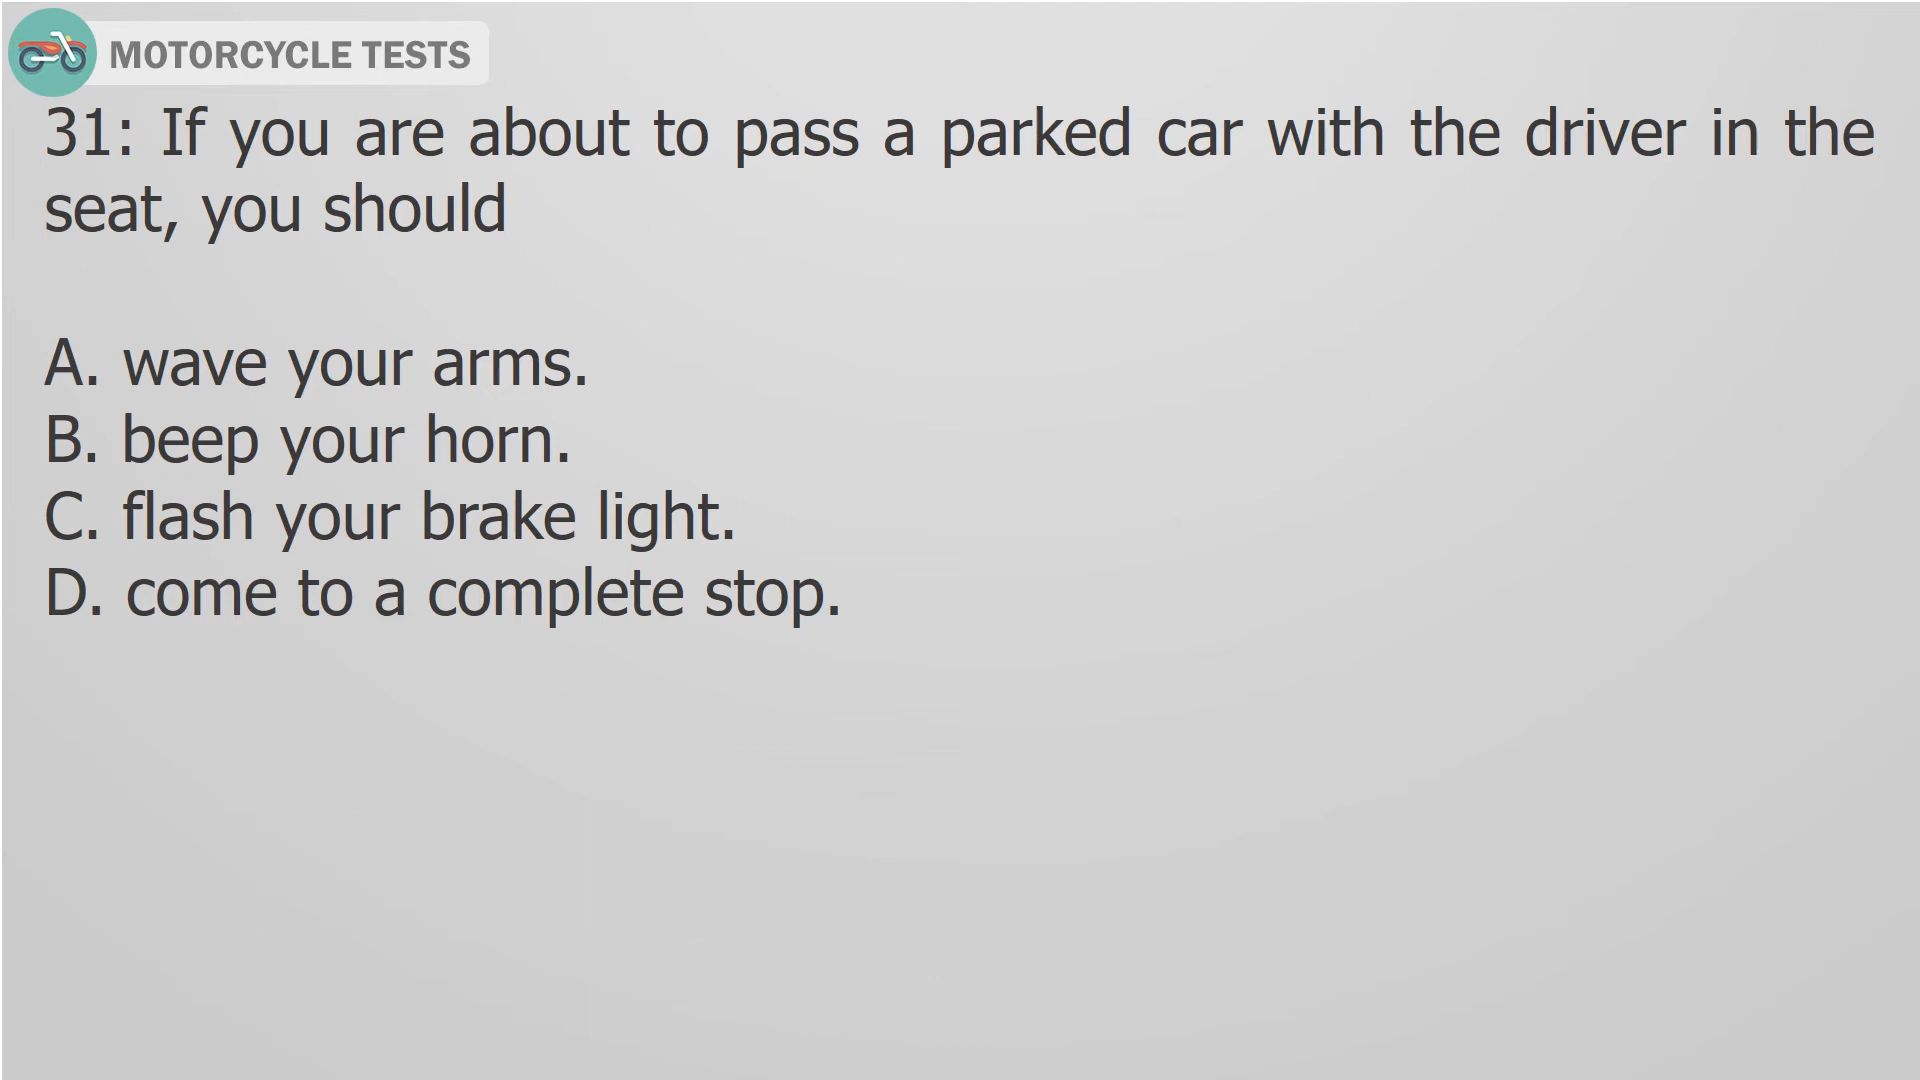 MOTORCYCLE TESTS
31: If you are about to pass a parked car with the driver in the
seat, you should
A. wave your arms.
B. beep your horn.
C. flash your brake light.
D. come to a complete stop.